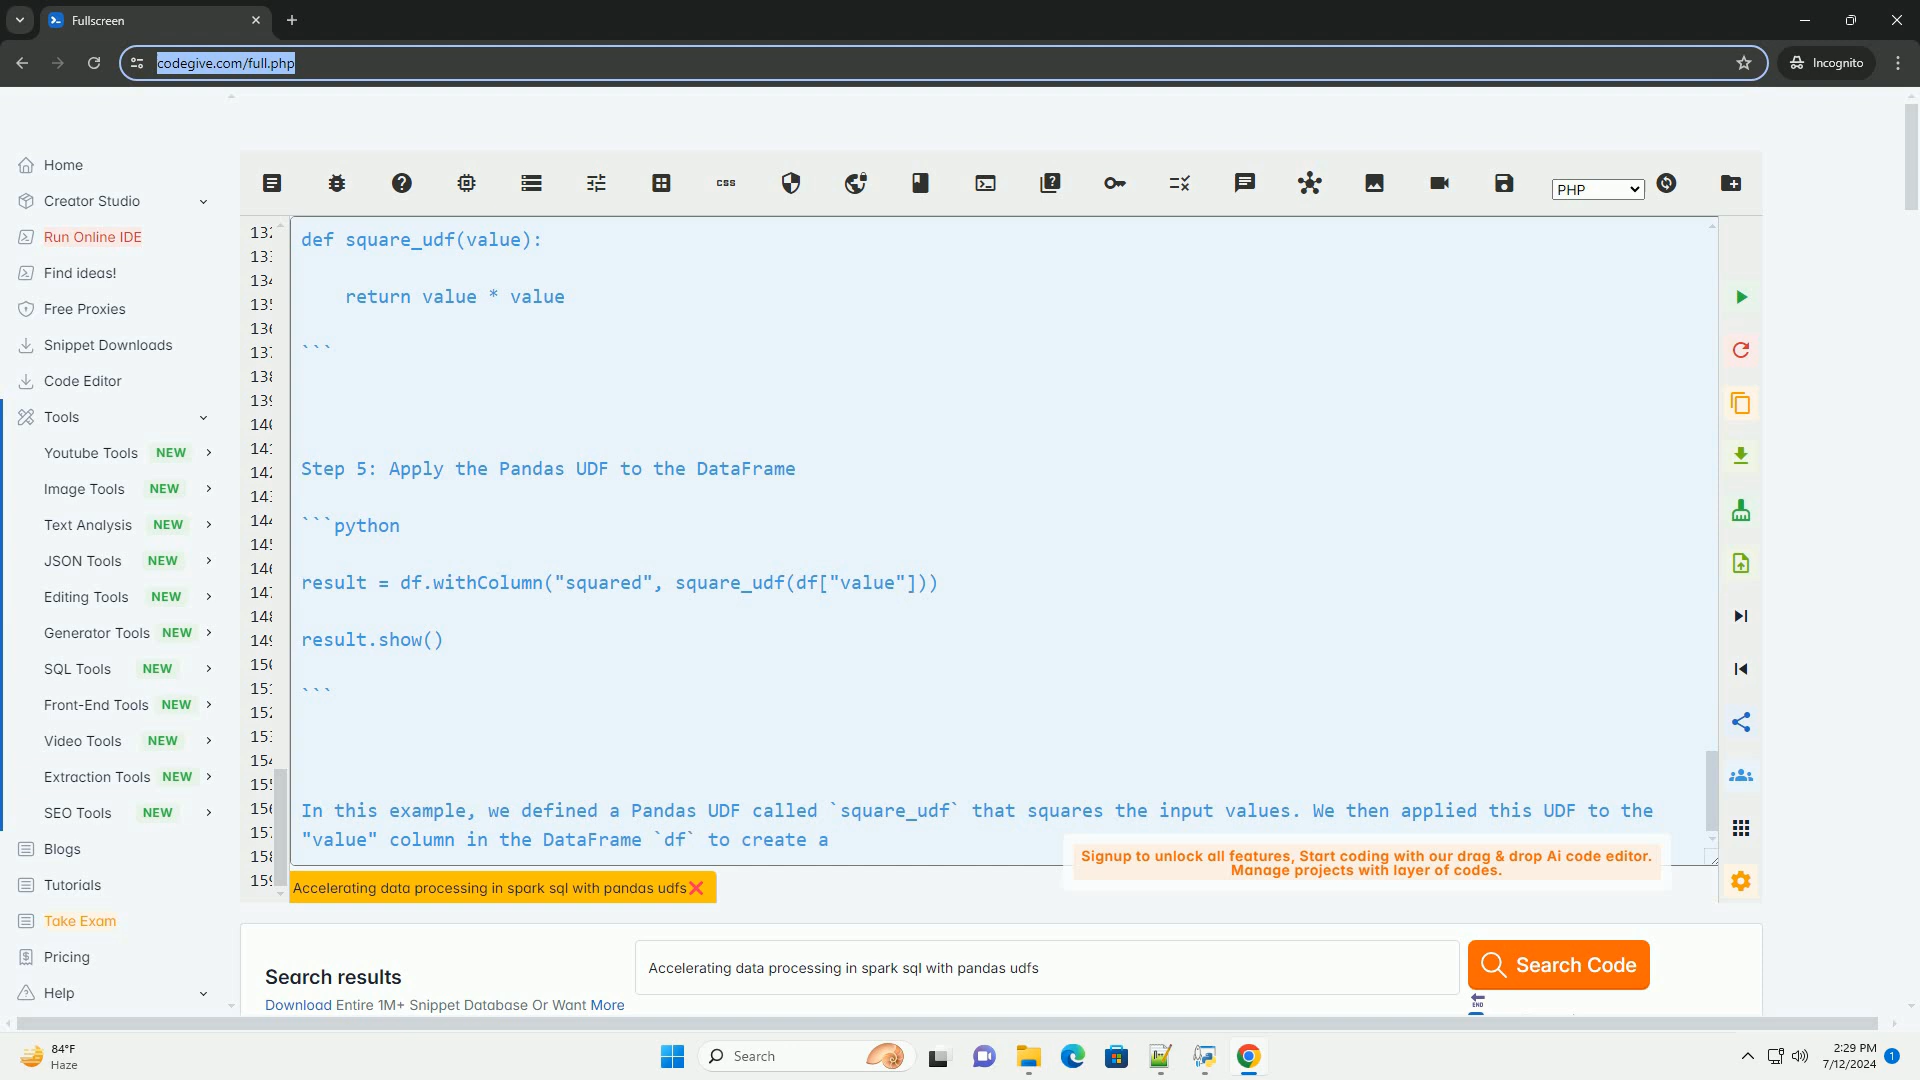 Fullscreen
codegive.com/full.php
Incognito
Home
Creator Studio
Run Online IDE
Find ideas!
Free Proxies
Snippet Downloads
Code Editor
Tools
Youtube Tools NEW
Image Tools NEW
Text Analysis NEW
JSON Tools NEW
Editing Tools NEW
Generator Tools NEW
SQL Tools NEW
Front-End Tools NEW
Video Tools NEW
Extraction Tools NEW
SEO Tools NEW
Blogs
Tutorials
Take Exam
Pricing
Help
css
PHP
def square_udf(value):
return value * value
```
Step 5: Apply the Pandas UDF to the DataFrame
```python
result = df.withColumn("squared", square_udf(df["value"]))
result.show()
```
In this example, we defined a Pandas UDF called `square_udf` that squares the input values. We then applied this UDF to the
"value" column in the DataFrame `df` to create a
Signup to unlock all features, Start coding with our drag & drop Ai code editor.
Manage projects with layer of codes.
Accelerating data processing in spark sql with pandas udfs
Search results
Download Entire 1M+ Snippet Database Or Want More
Accelerating data processing in spark sql with pandas udfs
Search Code
END
84°F
Haze
Search
2:29 PM
7/12/2024
1